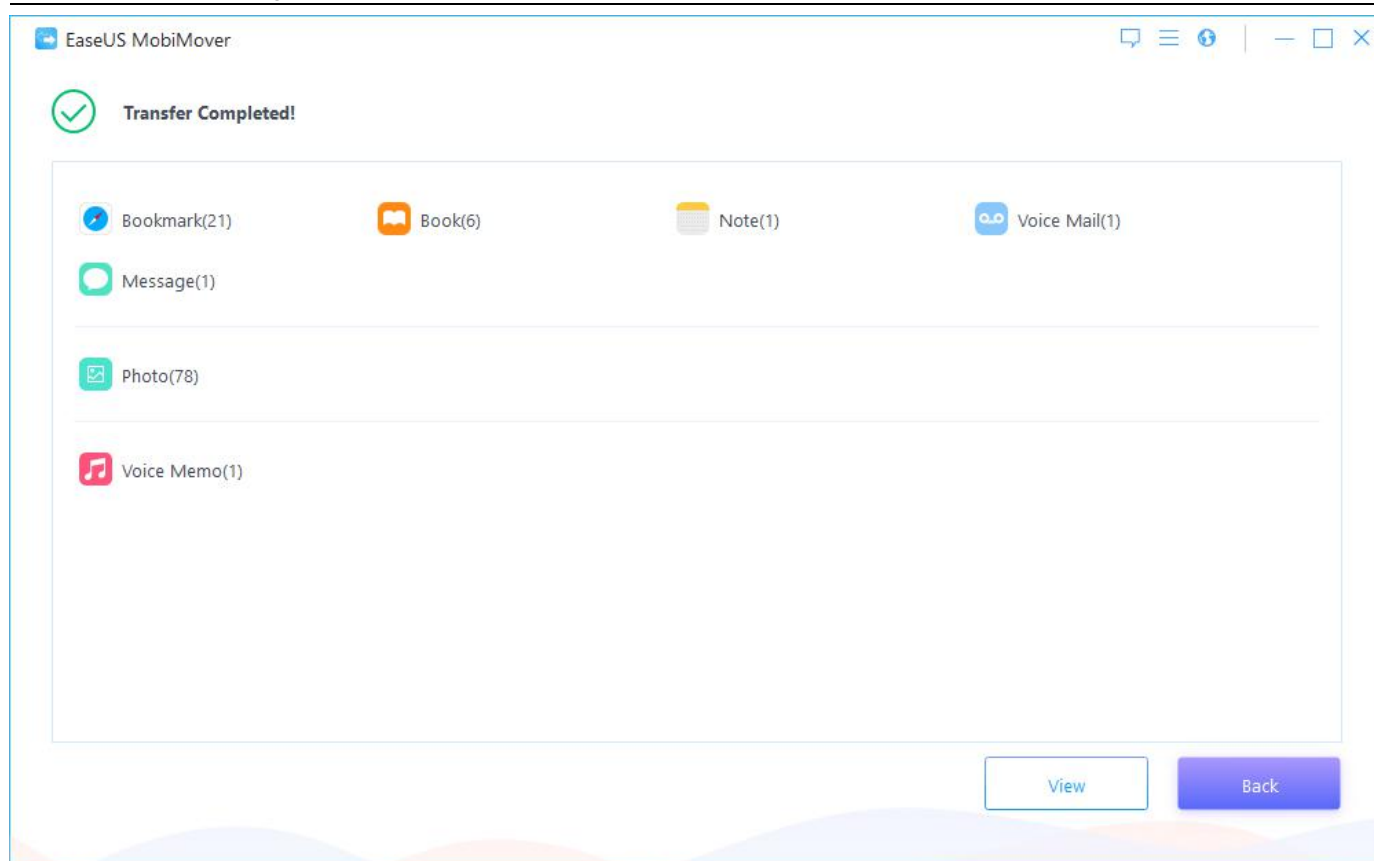 EaseUS MobiMover
Transfer Completed!
Bookmark(21) Book(6) Note(1) Voice Mail(1)
Message(1)
Photo(78)
Voice Memo(1)
View Back